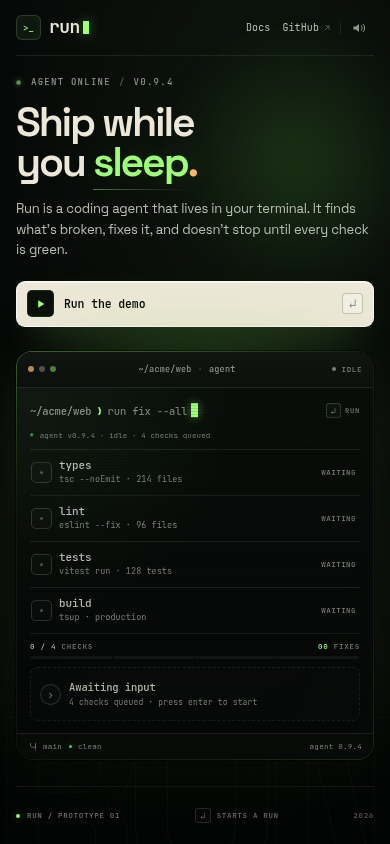 >_ run
Docs GitHub ↗
AGENT ONLINE / V0.9.4
Ship while
you sleep.
Run is a coding agent that lives in your terminal. It finds
what's broken, fixes it, and doesn't stop until every check
is green.
Run the demo
~/acme/web · agent
IDLE
~/acme/web ❯ run fix --all
RUN
agent v0.9.4 · idle · 4 checks queued
types
tsc --noEmit · 214 files
WAITING
lint
eslint --fix · 96 files
WAITING
tests
vitest run · 128 tests
WAITING
build
tsup · production
WAITING
0 / 4 CHECKS
00 FIXES
Awaiting input
4 checks queued · press enter to start
main clean
agent 0.9.4
RUN / PROTOTYPE 01
STARTS A RUN
2026